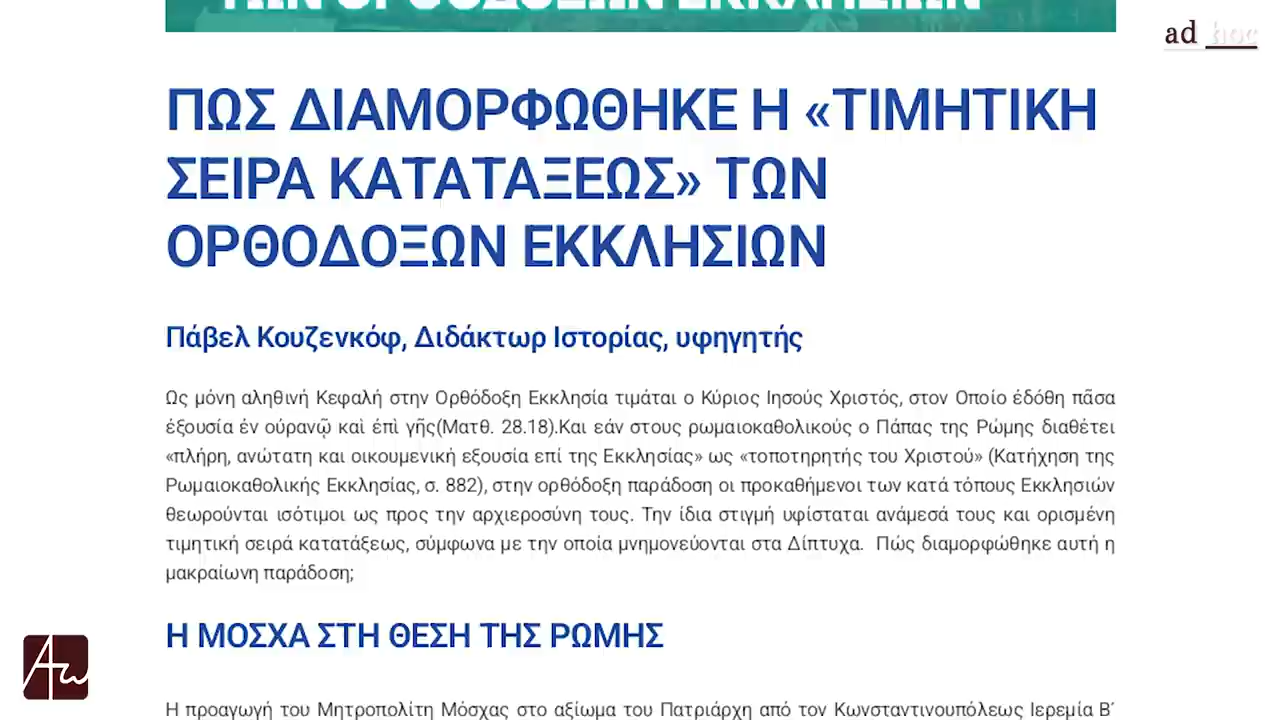 ΤΩΝ ΟΡΘΟΔΟΞΩΝ ΕΚΚΛΗΣΙΩΝ
ad hoc
ΠΩΣ ΔΙΑΜΟΡΦΩΘΗΚΕ Η «ΤΙΜΗΤΙΚΗ
ΣΕΙΡΑ ΚΑΤΑΤΑΞΕΩΣ» ΤΩΝ
ΟΡΘΟΔΟΞΩΝ ΕΚΚΛΗΣΙΩΝ
Πάβελ Κουζενκόφ, Διδάκτωρ Ιστορίας, υφηγητής
Ως μόνη αληθινή Κεφαλή στην Ορθόδοξη Εκκλησία τιμάται ο Κύριος Ιησούς Χριστός, στον Οποίο ἐδόθη πᾶσα
ἐξουσία ἐν οὐρανῷ καὶ ἐπὶ γῆς(Ματθ. 28.18).Και εάν στους ρωμαιοκαθολικούς ο Πάπας της Ρώμης διαθέτει
«πλήρη, ανώτατη και οικουμενική εξουσία επί της Εκκλησίας» ως «τοποτηρητής του Χριστού» (Κατήχηση της
Ρωμαιοκαθολικής Εκκλησίας, σ. 882), στην ορθόδοξη παράδοση οι προκαθήμενοι των κατά τόπους Εκκλησιών
θεωρούνται ισότιμοι ως προς την αρχιεροσύνη τους. Την ίδια στιγμή υφίσταται ανάμεσά τους και ορισμένη
τιμητική σειρά κατατάξεως, σύμφωνα με την οποία μνημονεύονται στα Δίπτυχα.  Πώς διαμορφώθηκε αυτή η
μακραίωνη παράδοση;
Η ΜΟΣΧΑ ΣΤΗ ΘΕΣΗ ΤΗΣ ΡΩΜΗΣ
Η προαγωγή του Μητροπολίτη Μόσχας στο αξίωμα του Πατριάρχη από τον Κωνσταντινουπόλεως Ιερεμία Β΄